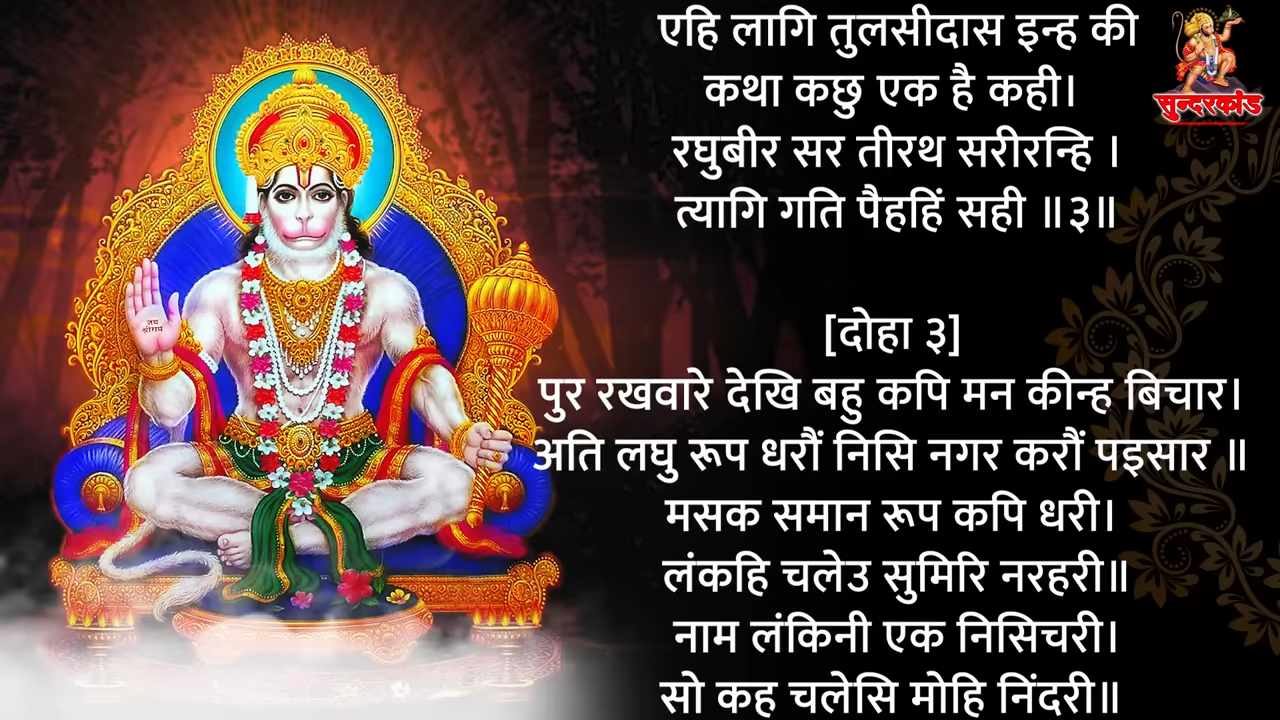 एहि लागि तुलसीदास इन्ह की
कथा कछु एक है कही।
रघुबीर सर तीरथ सरीरन्हि ।
त्यागि गति पैहहिं सही ॥३॥
[दोहा ३]
पुर रखवारे देखि बहु कपि मन कीन्ह बिचार।
अति लघु रूप धरौं निसि नगर करौं पइसार ॥
मसक समान रूप कपि धरी।
लंकहि चलेउ सुमिरि नरहरी॥
नाम लंकिनी एक निसिचरी।
सो कह चलेसि मोहि निंदरी॥
सुन्दरकांड
जय
श्रीराम